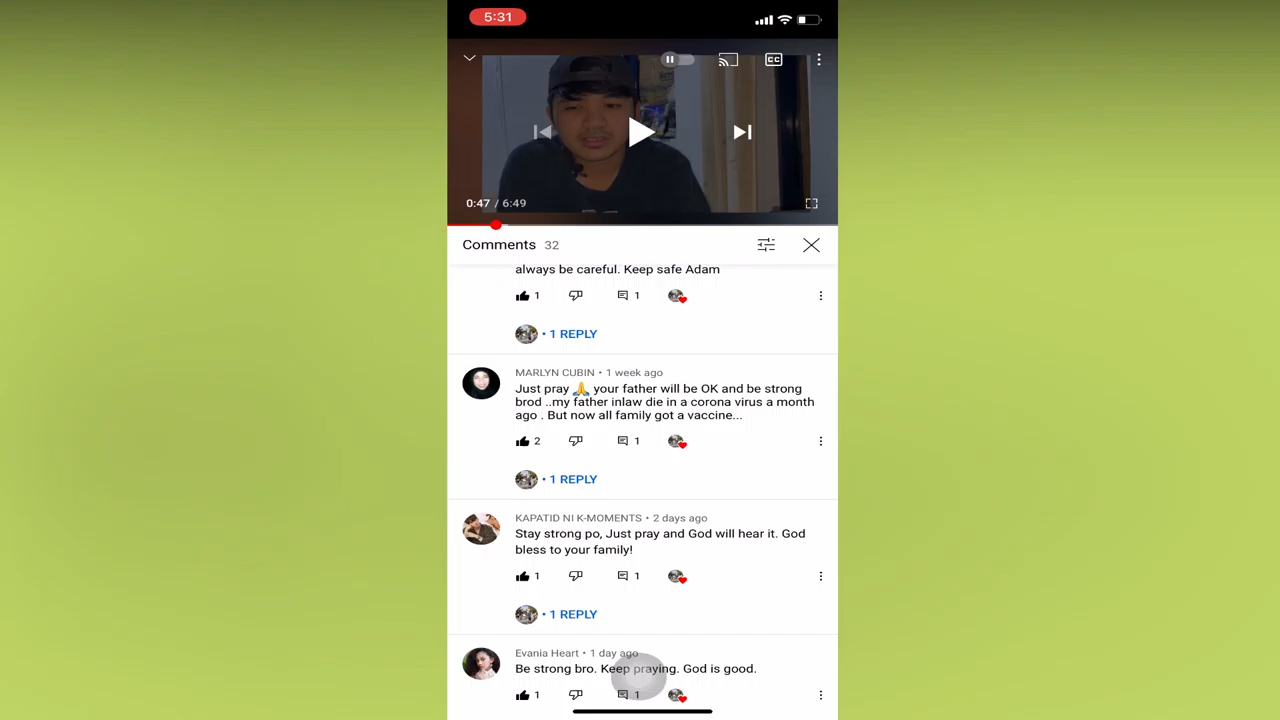 5:31
CC
0:47 / 6:49
Comments 32
always be careful. Keep safe Adam
1 1
• 1 REPLY
MARLYN CUBIN • 1 week ago
Just pray 🙏 your father will be OK and be strong
brod ..my father inlaw die in a corona virus a month
ago . But now all family got a vaccine...
2 1
• 1 REPLY
KAPATID NI K-MOMENTS • 2 days ago
Stay strong po, Just pray and God will hear it. God
bless to your family!
1 1
• 1 REPLY
Evania Heart • 1 day ago
Be strong bro. Keep praying. God is good.
1 1